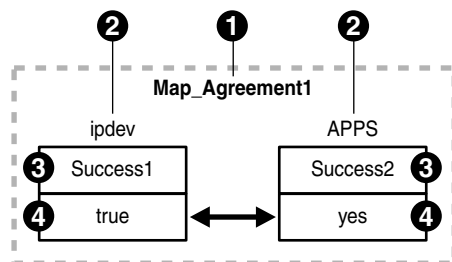 2 1 2
Map_Agreement1
ipdev APPS
3 Success1 Success2 3
4 true yes 4